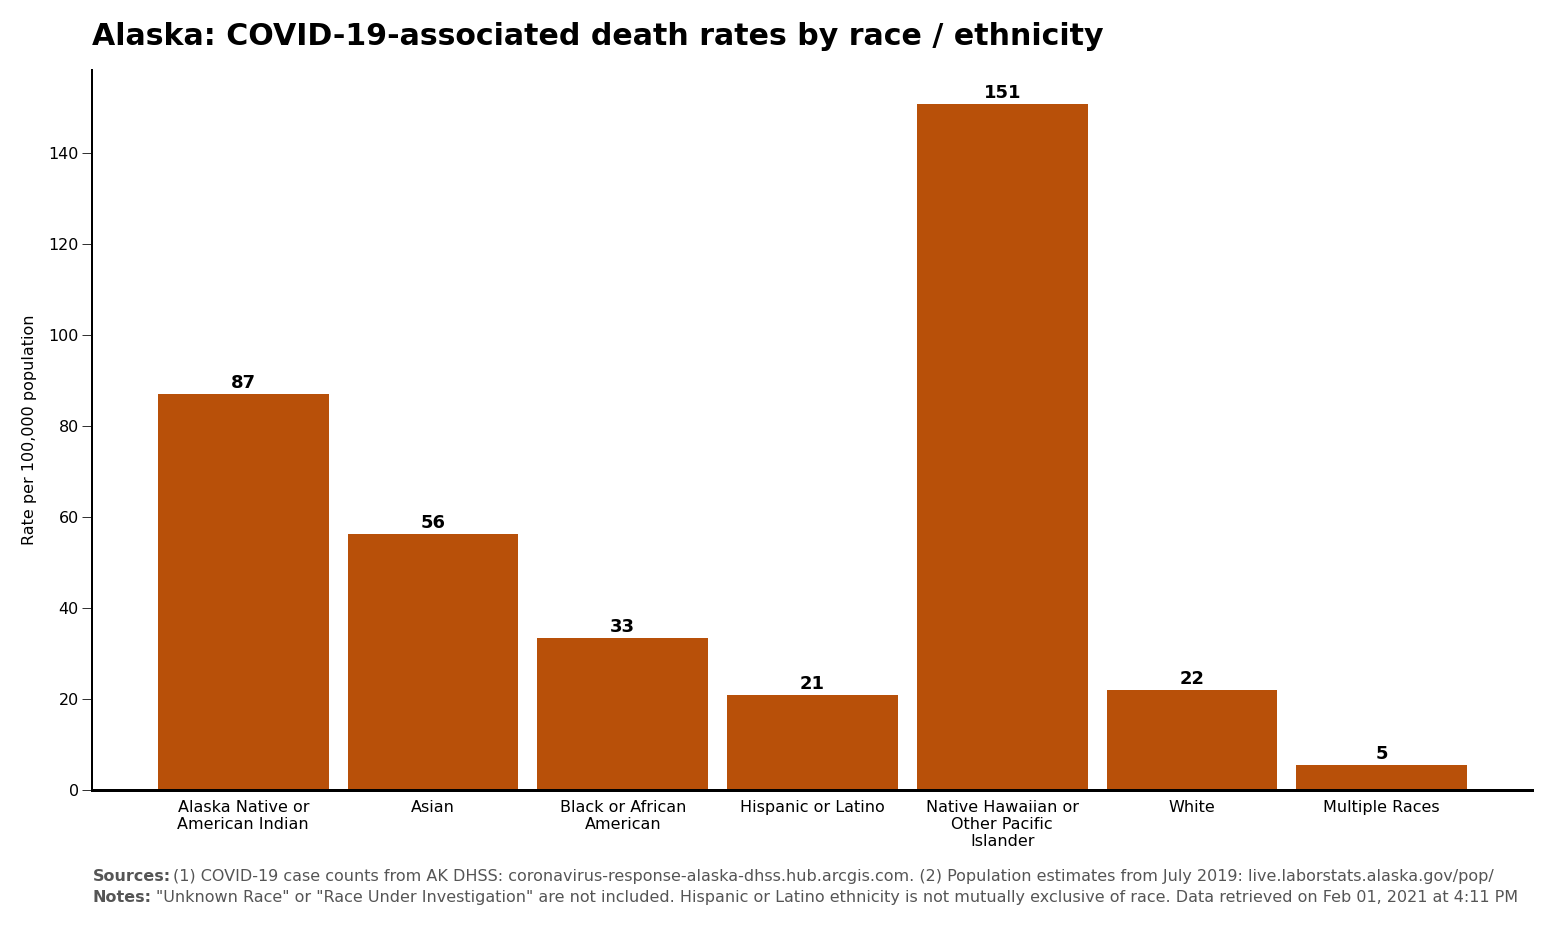 Alaska: COVID-19-associated death rates by race / ethnicity
Rate per 100,000 population
140
120
100
80
60
40
20
0
87
56
33
21
151
22
5
Alaska Native or
American Indian
Asian
Black or African
American
Hispanic or Latino
Native Hawaiian or
Other Pacific
Islander
White
Multiple Races
Sources: (1) COVID-19 case counts from AK DHSS: coronavirus-response-alaska-dhss.hub.arcgis.com. (2) Population estimates from July 2019: live.laborstats.alaska.gov/pop/
Notes: "Unknown Race" or "Race Under Investigation" are not included. Hispanic or Latino ethnicity is not mutually exclusive of race. Data retrieved on Feb 01, 2021 at 4:11 PM